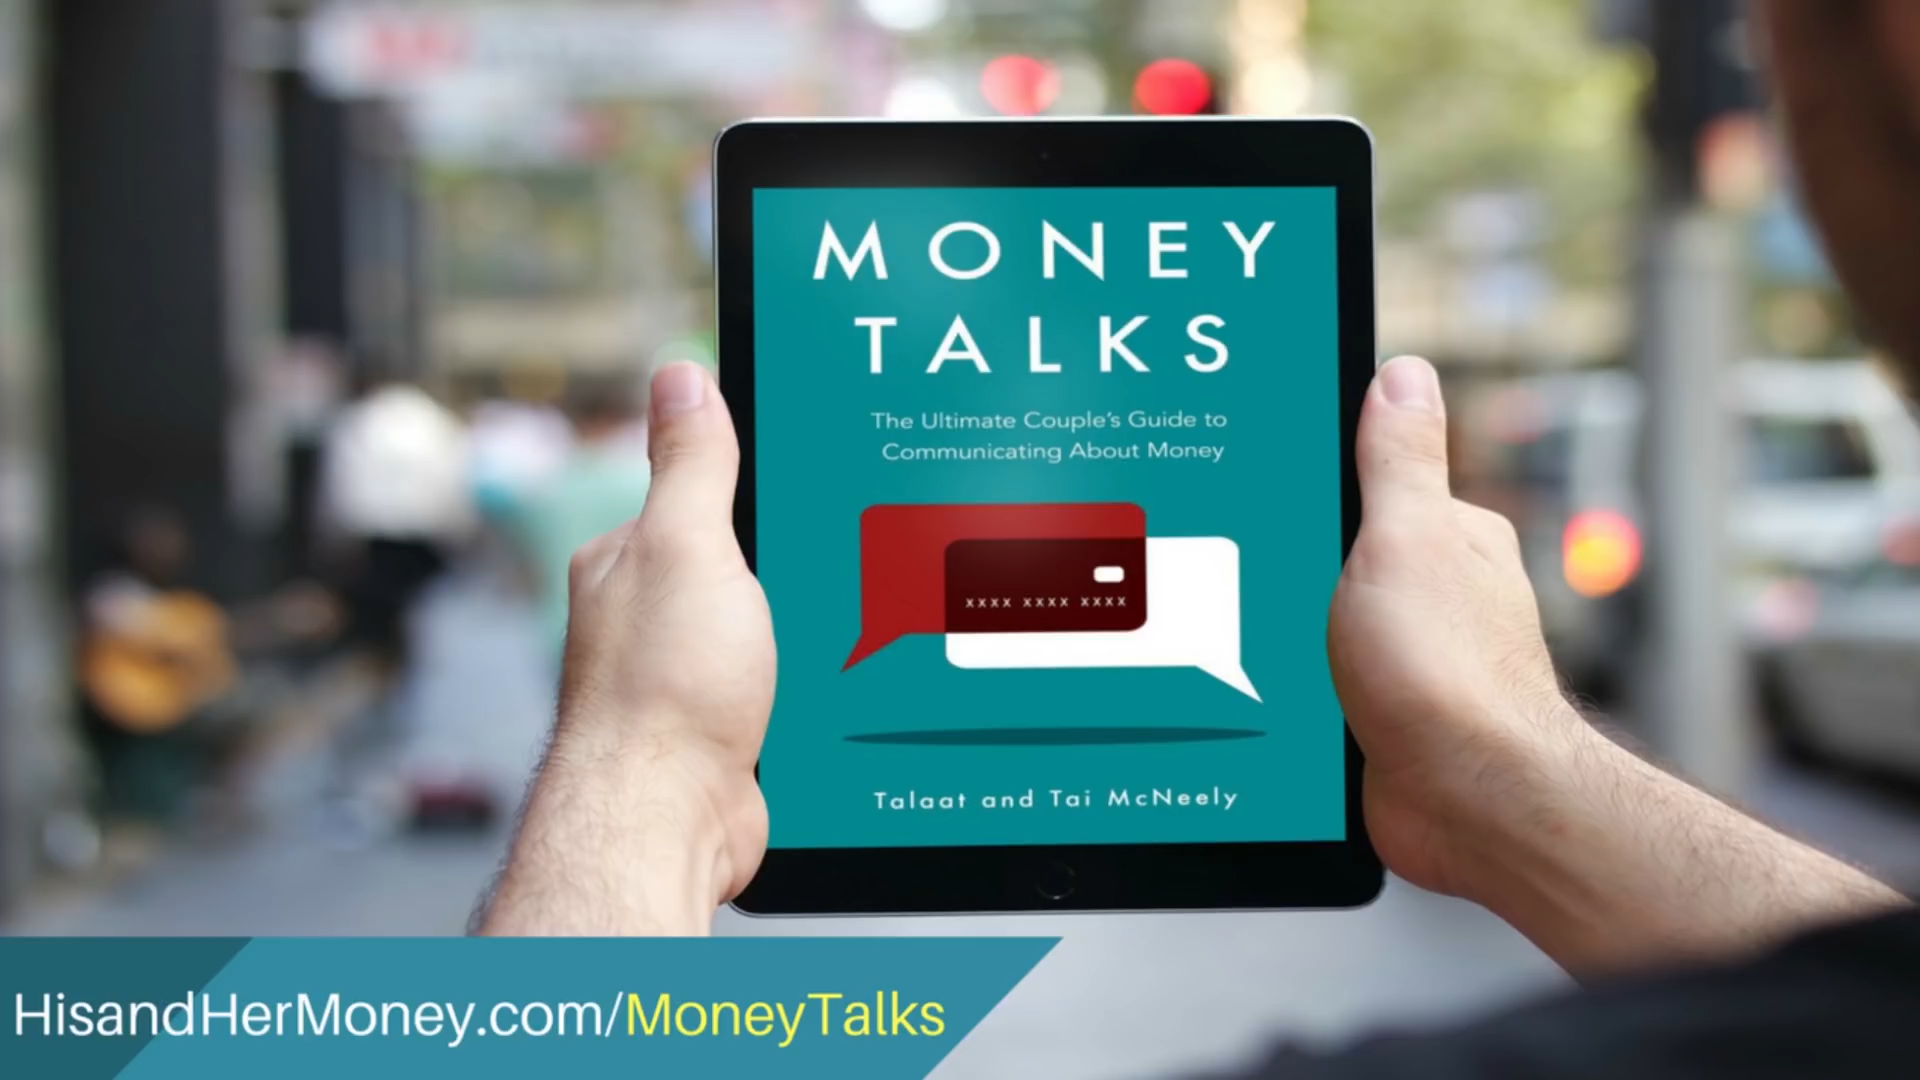 MONEY
TALKS
The Ultimate Couple's Guide to
Communicating About Money
xxxx xxxx xxxx
Talaat and Tai McNeely
HisandHerMoney.com/MoneyTalks